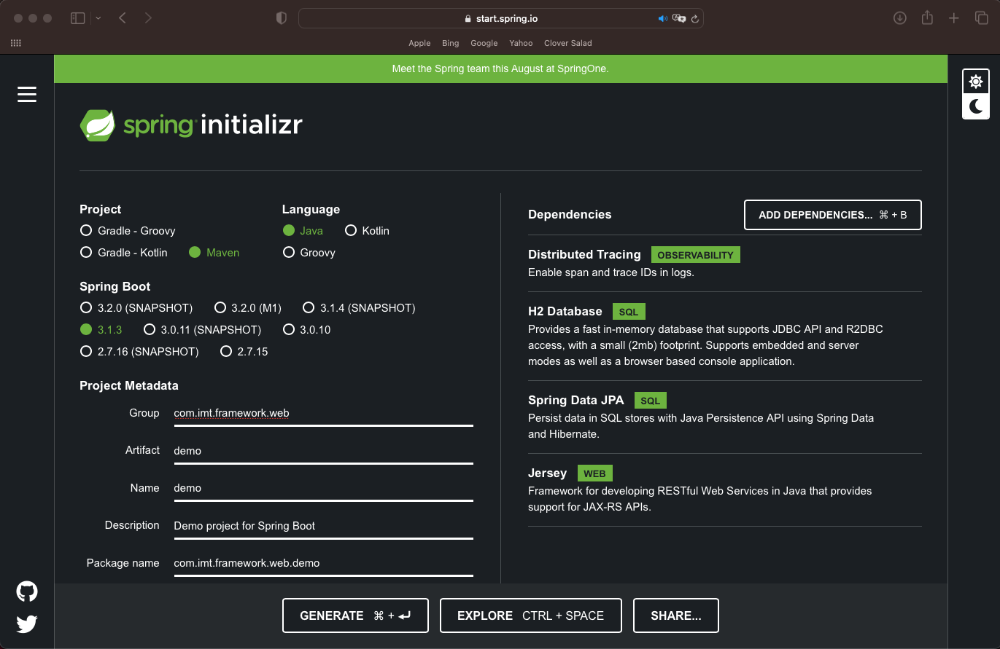 start.spring.io
Apple Bing Google Yahoo Clover Salad
Meet the Spring team this August at SpringOne.
spring initializr
Project
Gradle - Groovy
Gradle - Kotlin Maven
Language
Java Kotlin
Groovy
Spring Boot
3.2.0 (SNAPSHOT) 3.2.0 (M1) 3.1.4 (SNAPSHOT)
3.1.3 3.0.11 (SNAPSHOT) 3.0.10
2.7.16 (SNAPSHOT) 2.7.15
Project Metadata
Group com.imt.framework.web
Artifact demo
Name demo
Description Demo project for Spring Boot
Package name com.imt.framework.web.demo
Dependencies
ADD DEPENDENCIES... ⌘ + B
Distributed Tracing OBSERVABILITY
Enable span and trace IDs in logs.
H2 Database SQL
Provides a fast in-memory database that supports JDBC API and R2DBC
access, with a small (2mb) footprint. Supports embedded and server
modes as well as a browser based console application.
Spring Data JPA SQL
Persist data in SQL stores with Java Persistence API using Spring Data
and Hibernate.
Jersey WEB
Framework for developing RESTful Web Services in Java that provides
support for JAX-RS APIs.
GENERATE ⌘ + ⏎
EXPLORE CTRL + SPACE
SHARE...